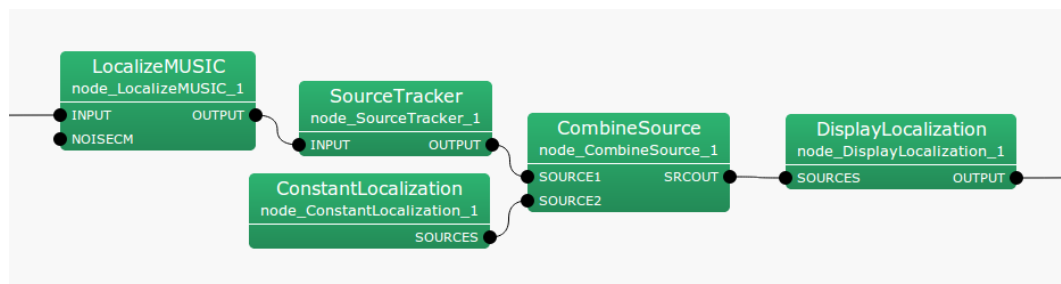 LocalizeMUSIC
node_LocalizeMUSIC_1
INPUT OUTPUT
NOISECM
SourceTracker
node_SourceTracker_1
INPUT OUTPUT
ConstantLocalization
node_ConstantLocalization_1
SOURCES
CombineSource
node_CombineSource_1
SOURCE1 SRCOUT
SOURCE2
DisplayLocalization
node_DisplayLocalization_1
SOURCES OUTPUT